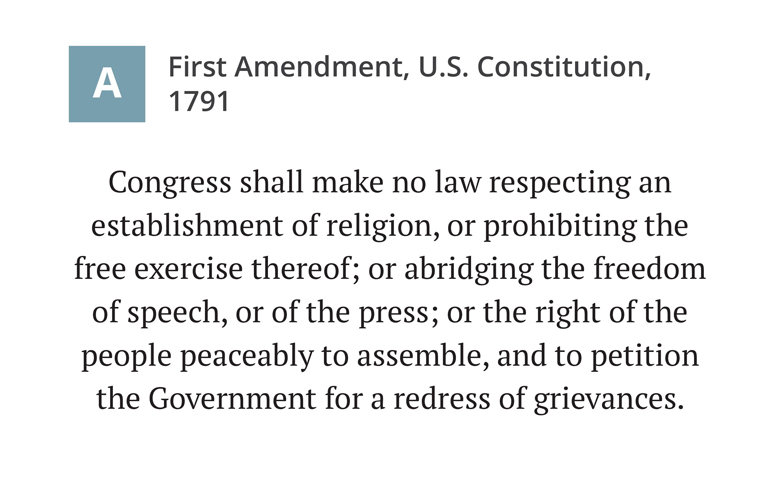 A
First Amendment, U.S. Constitution,
1791
Congress shall make no law respecting an
establishment of religion, or prohibiting the
free exercise thereof; or abridging the freedom
of speech, or of the press; or the right of the
people peaceably to assemble, and to petition
the Government for a redress of grievances.